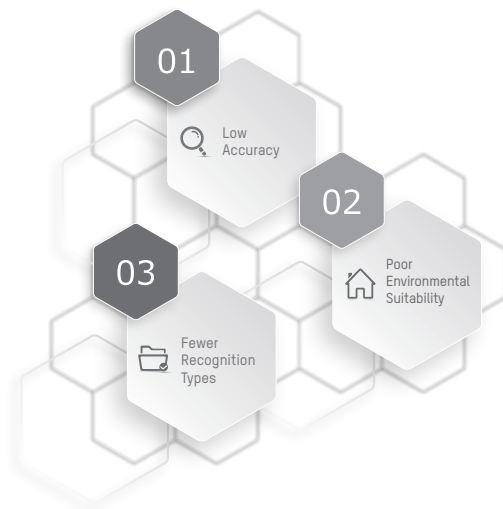 01
Low
Accuracy
02
Poor
Environmental
Suitability
03
Fewer
Recognition
Types